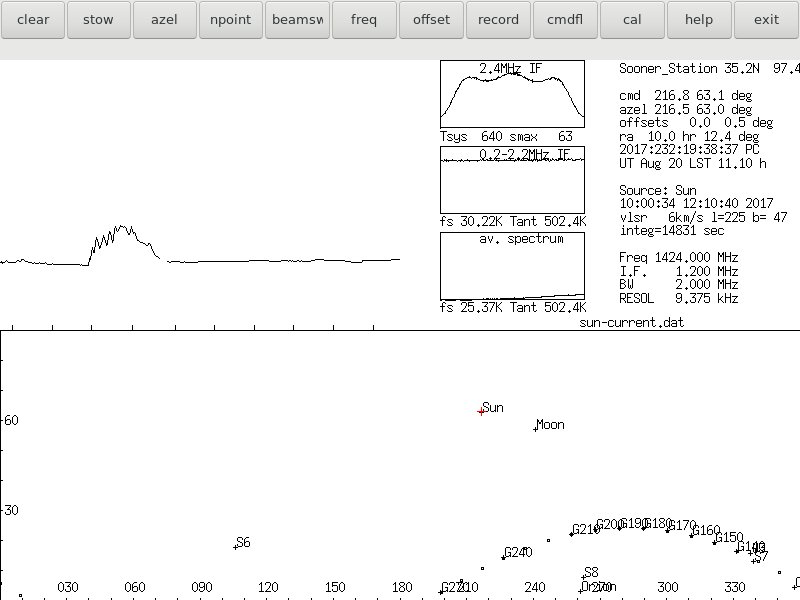 clear stow azel npoint beamsw freq offset record cmdfl cal help exit
2.4MHz IF
Tsys 640 smax 63
0.2-2.2MHz IF
fs 30.22K Tant 502.4K
av. spectrum
fs 25.37K Tant 502.4K
Sooner_Station 35.2N 97.4
cmd 216.8 63.1 deg
azel 216.5 63.0 deg
offsets 0.0 0.5 deg
ra 10.0 hr 12.4 deg
2017:232:19:38:37 PC
UT Aug 20 LST 11.10 h
Source: Sun
10:00:34 12:10:40 2017
vlsr 6km/s l=225 b= 47
integ=14831 sec
Freq 1424.000 MHz
I.F. 1.200 MHz
BW 2.000 MHz
RESOL 9.375 kHz
sun-current.dat
Sun
60
Moon
30
G210 G200 G190 G180 G170 G160 G150 G140
S6
G240
S7
S8
030 060 090 120 150 180 210 240 270 300 330